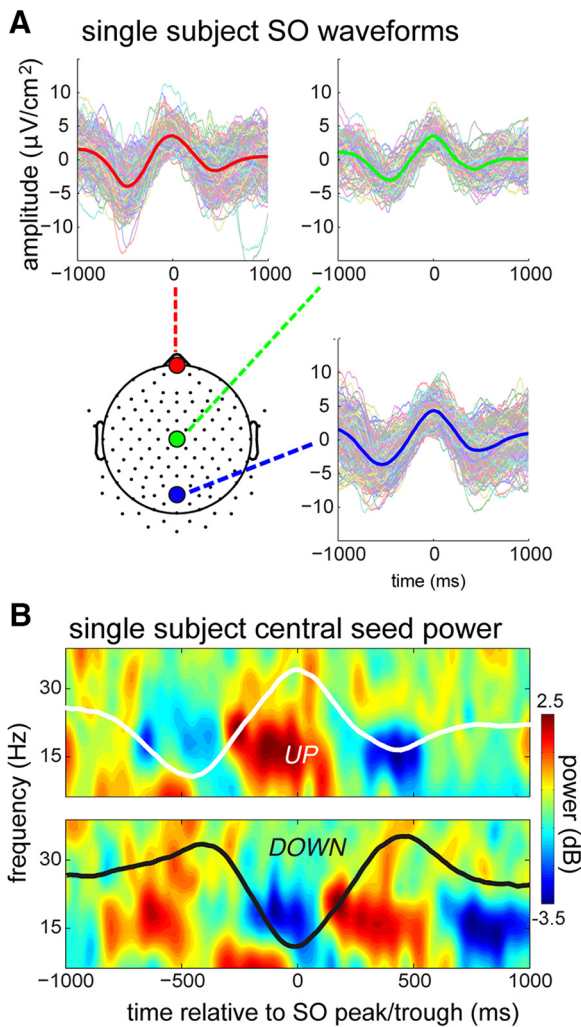 A
single subject SO waveforms
amplitude (µV/cm²)
10
5
0
−5
−10
−1000 0 1000
10
5
0
−5
−10
−1000 0 1000
10
5
0
−5
−10
−1000 0 1000
time (ms)
B
single subject central seed power
frequency (Hz)
30
15
UP
30
15
DOWN
2.5
power (dB)
-3.5
−1000 −500 0 500 1000
time relative to SO peak/trough (ms)